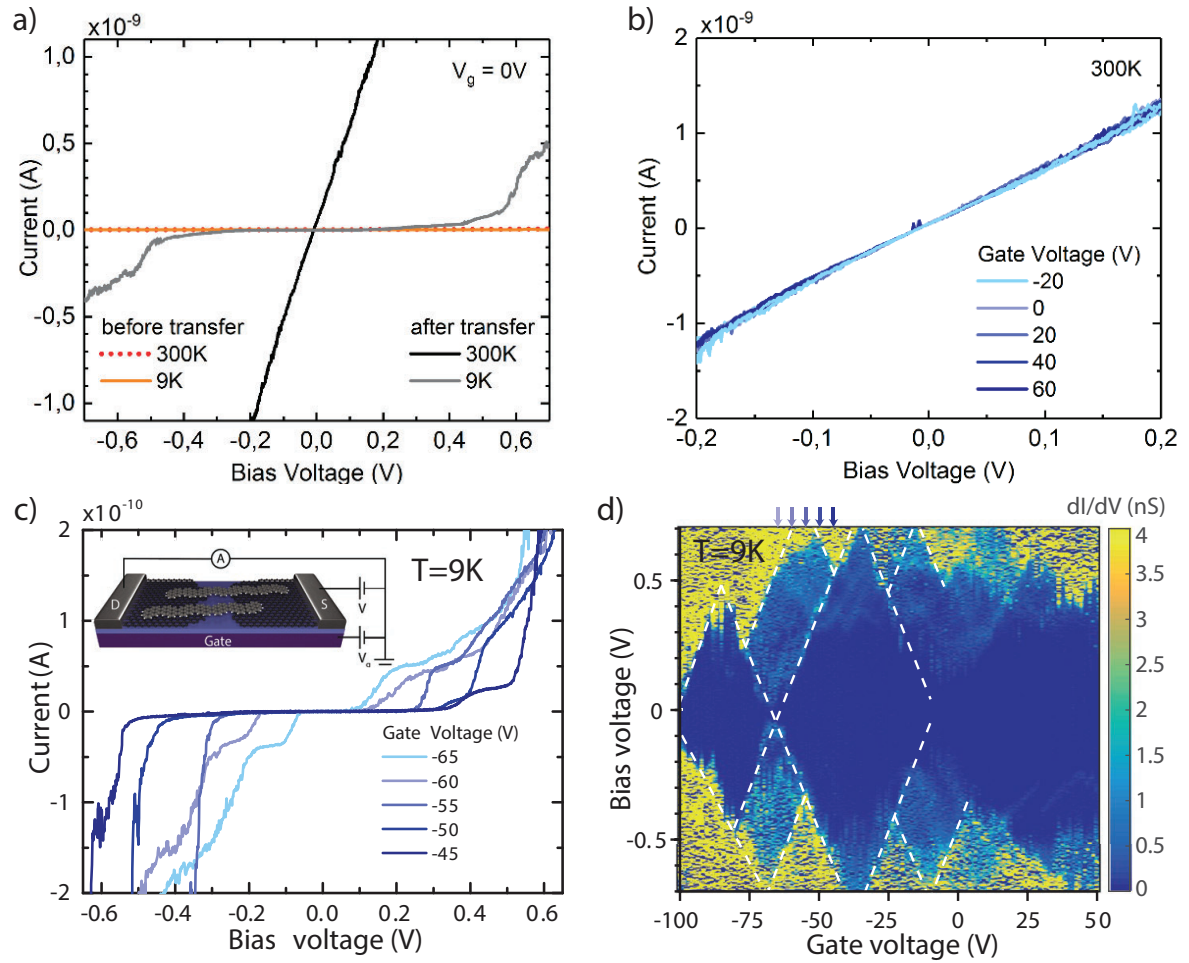 a)
x10⁻⁹
1,0
0,5
0,0
-0,5
-1,0
Current (A)
V_g = 0V
before transfer
300K
9K
after transfer
300K
9K
-0,6 -0,4 -0,2 0,0 0,2 0,4 0,6
Bias Voltage (V)
b)
x10⁻⁹
2
1
0
-1
-2
Current (A)
300K
Gate Voltage (V)
-20
0
20
40
60
-0,2 -0,1 0,0 0,1 0,2
Bias Voltage (V)
c)
x10⁻¹⁰
2
1
0
-1
-2
Current (A)
T=9K
A
D
S
V
Gate
V_g
Gate Voltage (V)
-65
-60
-55
-50
-45
-0.6 -0.4 -0.2 0.0 0.2 0.4 0.6
Bias voltage (V)
d)
T=9K
0.5
0
-0.5
Bias voltage (V)
-100 -75 -50 -25 0 25 50
Gate voltage (V)
dI/dV (nS)
4
3.5
3
2.5
2
1.5
1
0.5
0